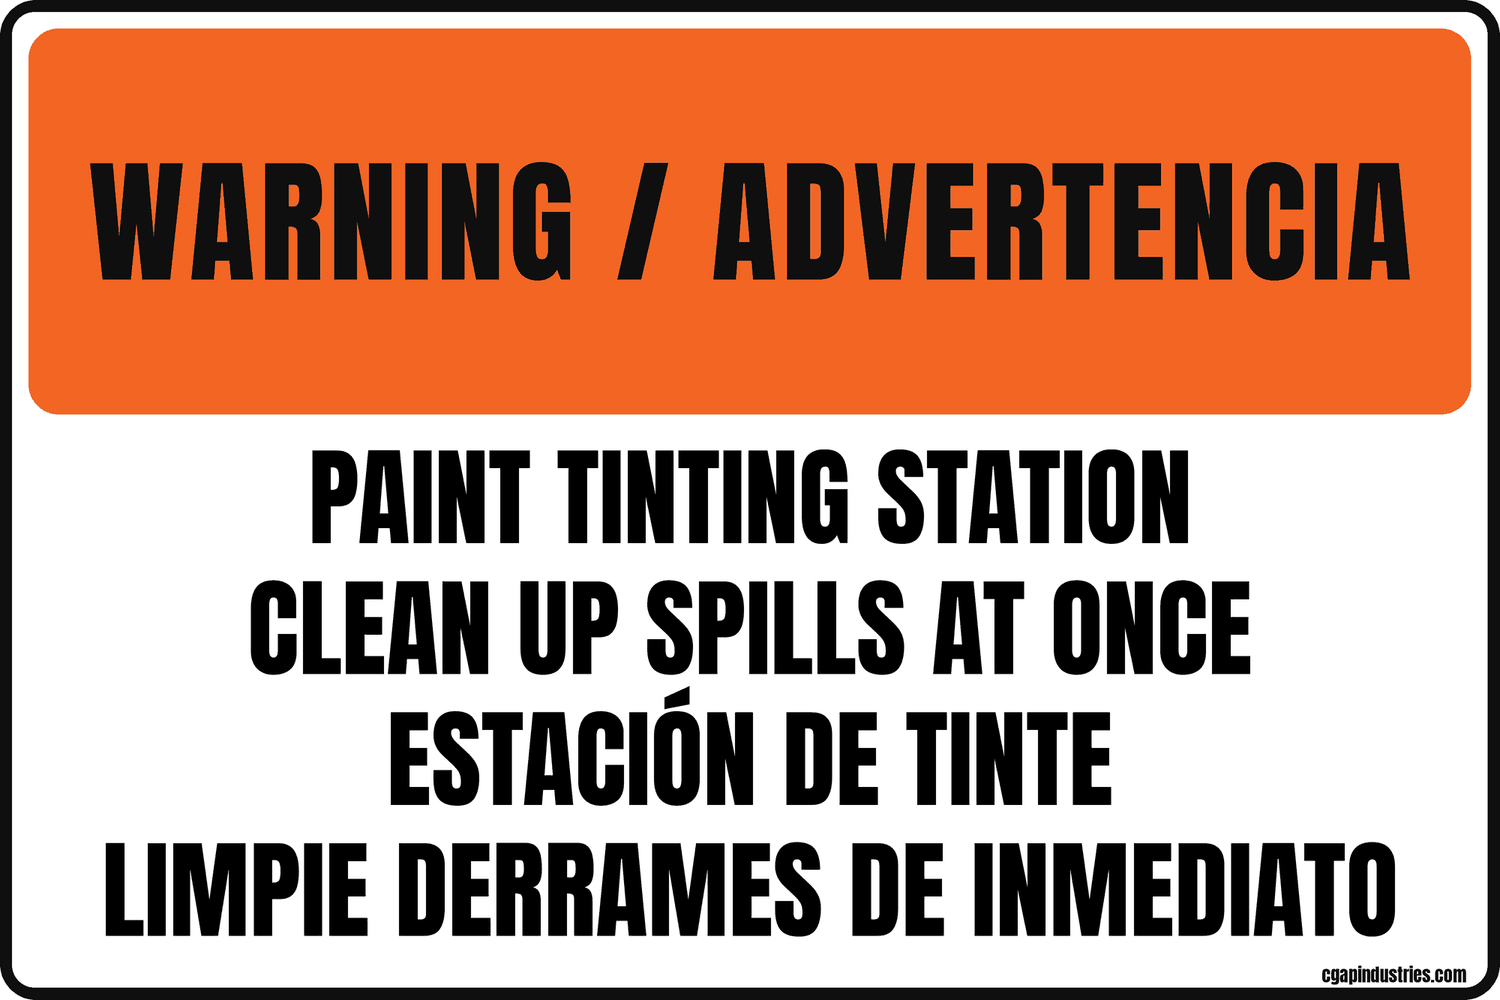 WARNING / ADVERTENCIA
PAINT TINTING STATION
CLEAN UP SPILLS AT ONCE
ESTACIÓN DE TINTE
LIMPIE DERRAMES DE INMEDIATO
cgapindustries.com